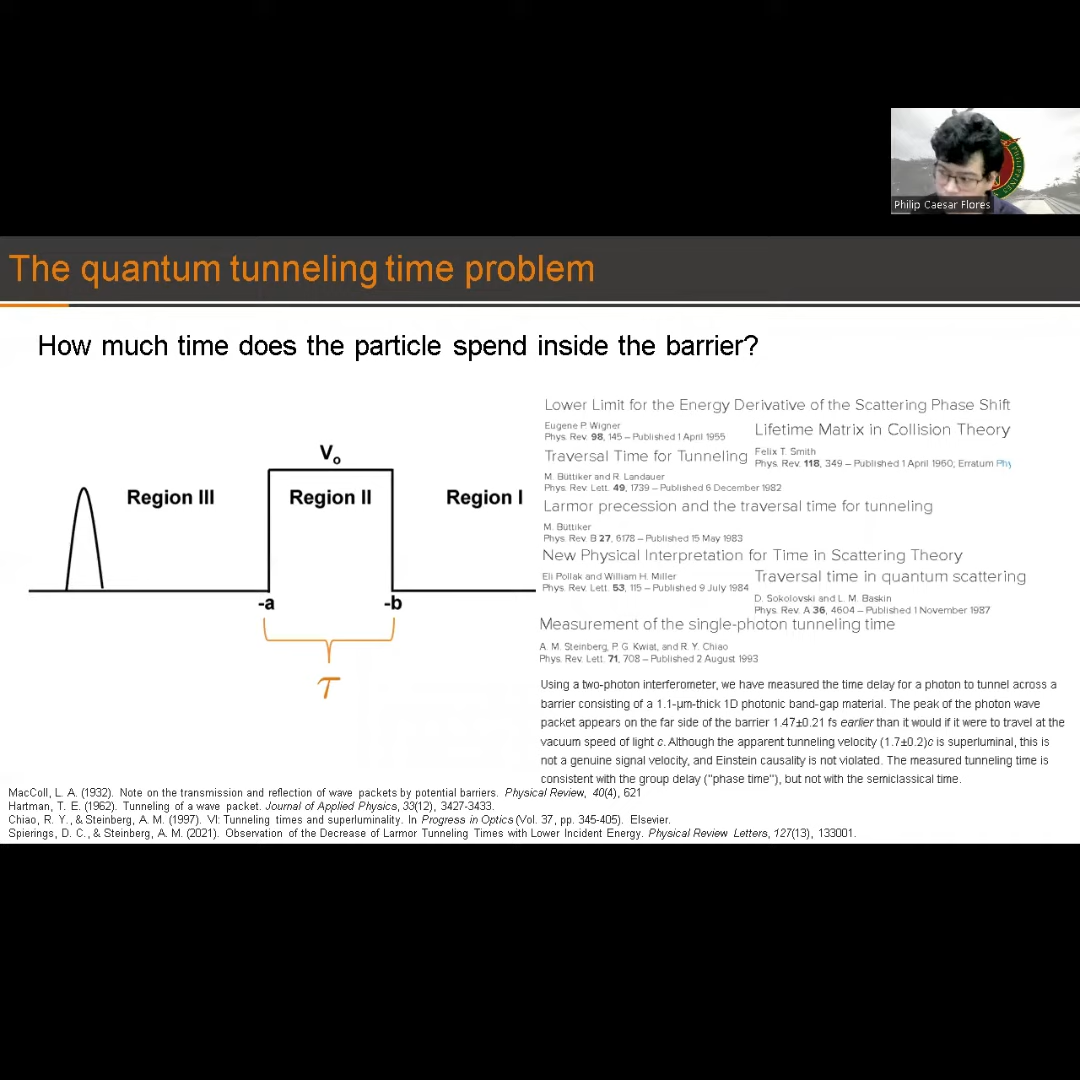 PHILIPPINES
Philip Caesar Flores
The quantum tunneling time problem
How much time does the particle spend inside the barrier?
Vo
Region III
Region II
Region I
-a
-b
τ
Lower Limit for the Energy Derivative of the Scattering Phase Shift
Eugene P. Wigner
Phys. Rev. 98, 145 – Published 1 April 1955
Lifetime Matrix in Collision Theory
Felix T. Smith
Phys. Rev. 118, 349 – Published 1 April 1960; Erratum Phy
Traversal Time for Tunneling
M. Büttiker and R. Landauer
Phys. Rev. Lett. 49, 1739 – Published 6 December 1982
Larmor precession and the traversal time for tunneling
M. Büttiker
Phys. Rev. B 27, 6178 – Published 15 May 1983
New Physical Interpretation for Time in Scattering Theory
Eli Pollak and William H. Miller
Phys. Rev. Lett. 53, 115 – Published 9 July 1984
Traversal time in quantum scattering
D. Sokolovski and L. M. Baskin
Phys. Rev. A 36, 4604 – Published 1 November 1987
Measurement of the single-photon tunneling time
A. M. Steinberg, P. G. Kwiat, and R. Y. Chiao
Phys. Rev. Lett. 71, 708 – Published 2 August 1993
Using a two-photon interferometer, we have measured the time delay for a photon to tunnel across a
barrier consisting of a 1.1-μm-thick 1D photonic band-gap material. The peak of the photon wave
packet appears on the far side of the barrier 1.47±0.21 fs earlier than it would if it were to travel at the
vacuum speed of light c. Although the apparent tunneling velocity (1.7±0.2)c is superluminal, this is
not a genuine signal velocity, and Einstein causality is not violated. The measured tunneling time is
consistent with the group delay ("phase time"), but not with the semiclassical time.
MacColl, L. A. (1932). Note on the transmission and reflection of wave packets by potential barriers. Physical Review, 40(4), 621
Hartman, T. E. (1962). Tunneling of a wave packet. Journal of Applied Physics, 33(12), 3427-3433.
Chiao, R. Y., & Steinberg, A. M. (1997). VI: Tunneling times and superluminality. In Progress in Optics (Vol. 37, pp. 345-405). Elsevier.
Spierings, D. C., & Steinberg, A. M. (2021). Observation of the Decrease of Larmor Tunneling Times with Lower Incident Energy. Physical Review Letters, 127(13), 133001.